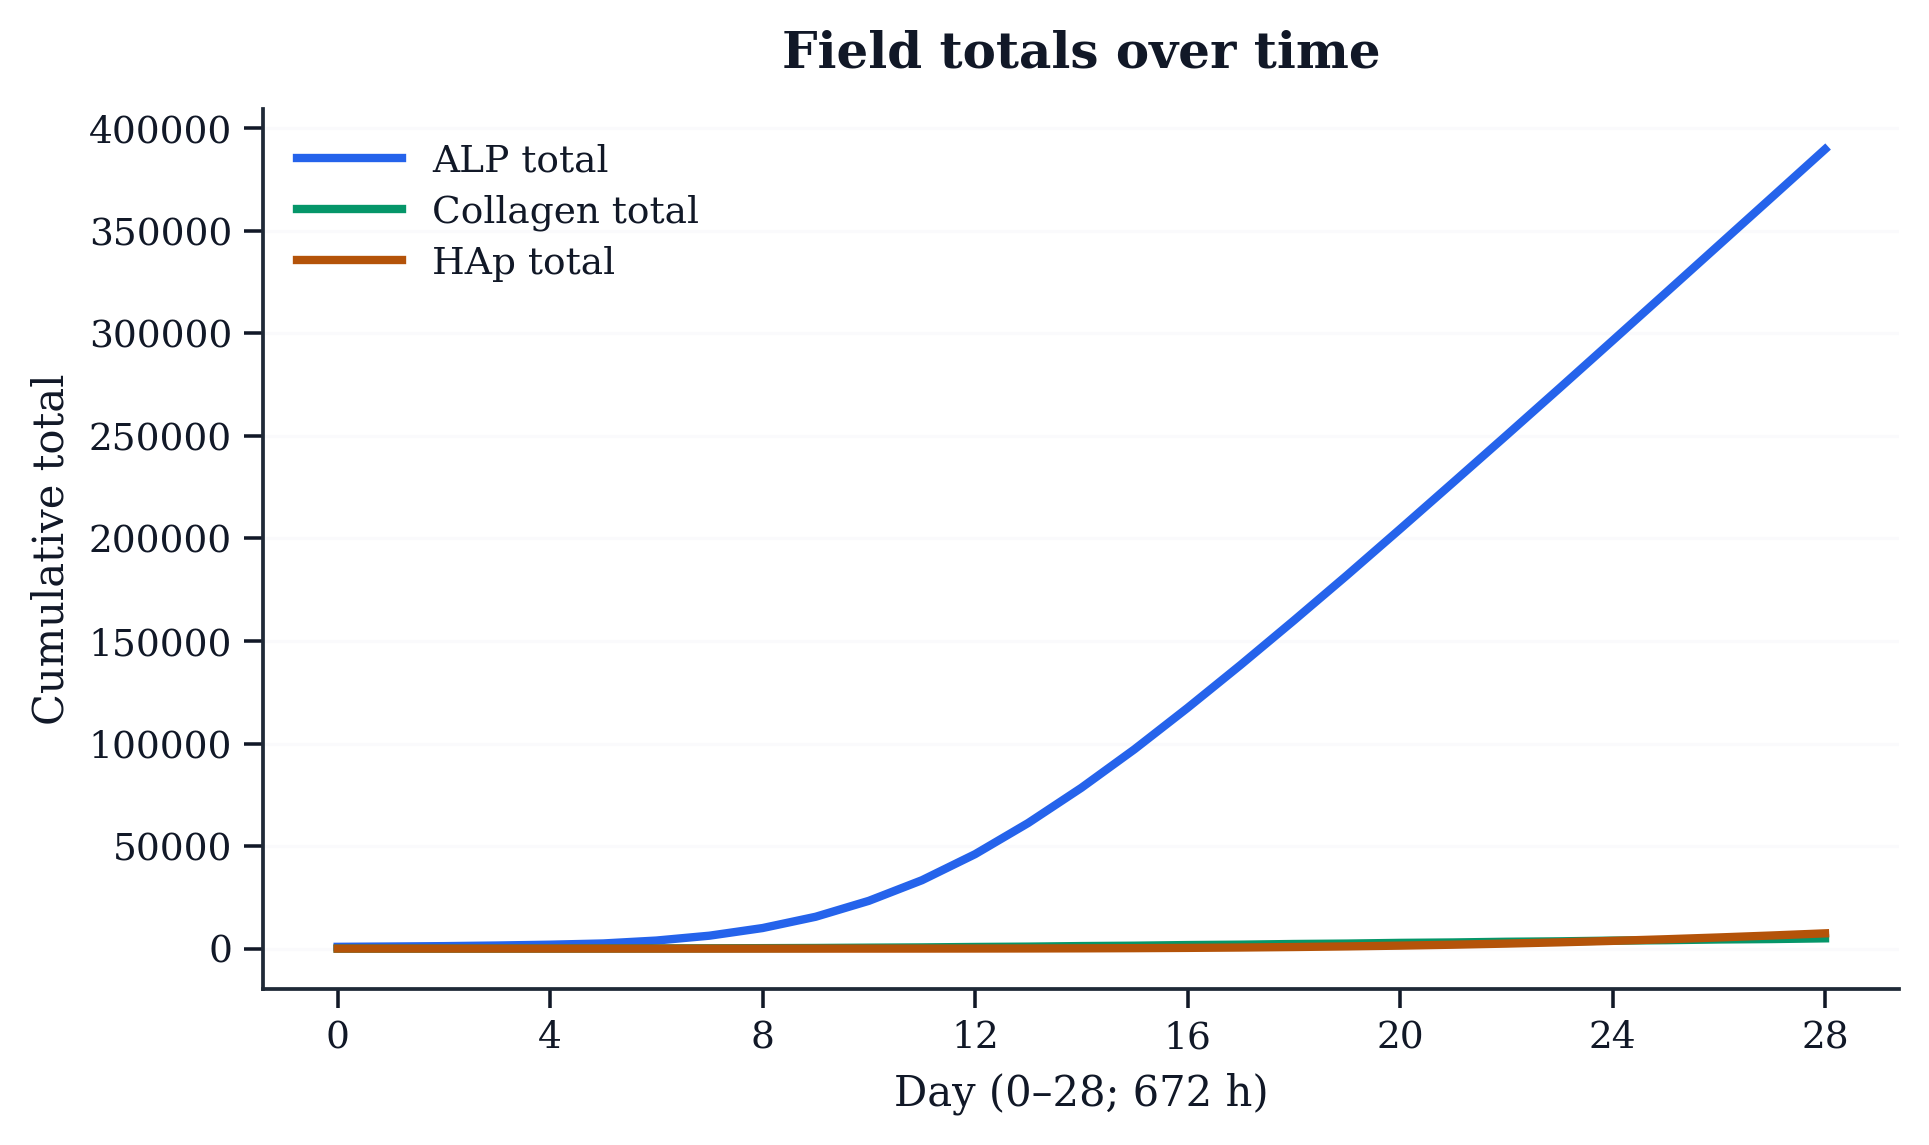 Field totals over time
400000
350000
300000
250000
200000
150000
100000
50000
0
Cumulative total
ALP total
Collagen total
HAp total
0 4 8 12 16 20 24 28
Day (0–28; 672 h)